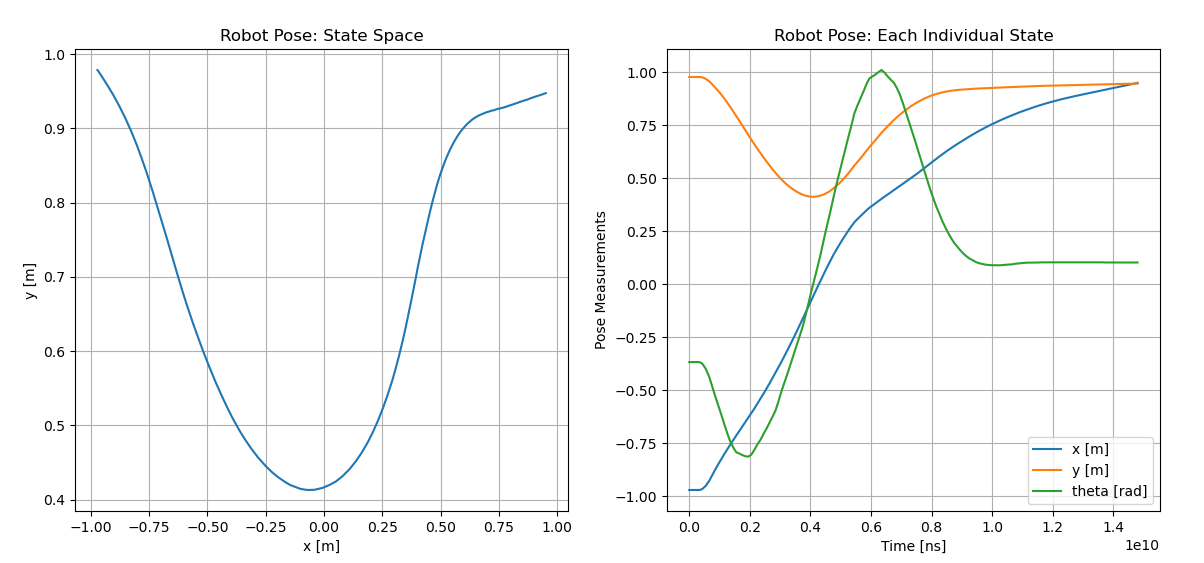 Robot Pose: State Space
1.0
0.9
0.8
0.7
0.6
0.5
0.4
y [m]
−1.00 −0.75 −0.50 −0.25 0.00 0.25 0.50 0.75 1.00
x [m]
Robot Pose: Each Individual State
1.00
0.75
0.50
0.25
0.00
−0.25
−0.50
−0.75
−1.00
Pose Measurements
x [m]
y [m]
theta [rad]
0.0 0.2 0.4 0.6 0.8 1.0 1.2 1.4
Time [ns]
1e10